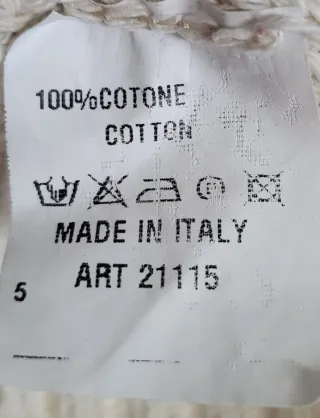 100%COTONE
COTTON
MADE IN ITALY
ART 21115
5